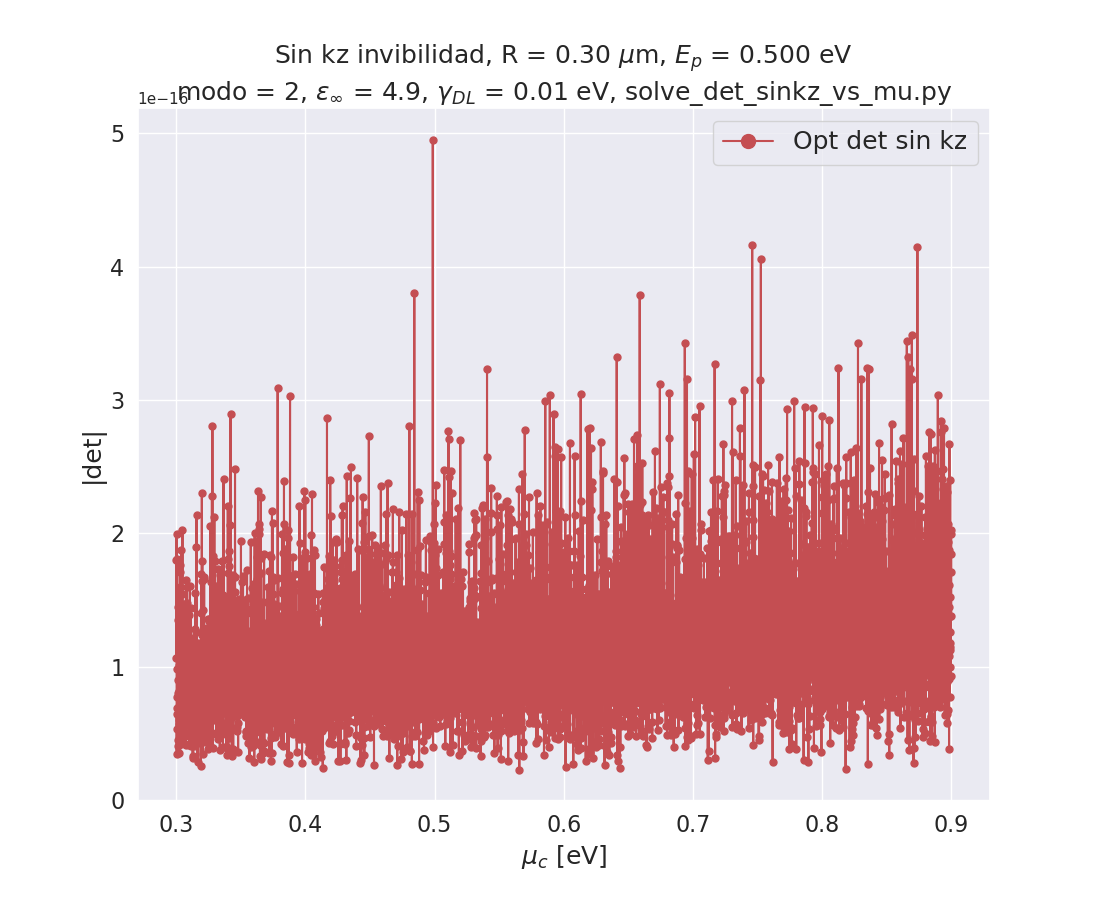 Sin kz invibilidad, R = 0.30 μm, E_p = 0.500 eV
modo = 2, ε_∞ = 4.9, γ_DL = 0.01 eV, solve_det_sinkz_vs_mu.py
1e−16
Opt det sin kz
5
4
3
2
1
0
|det|
0.3 0.4 0.5 0.6 0.7 0.8 0.9
μ_c [eV]